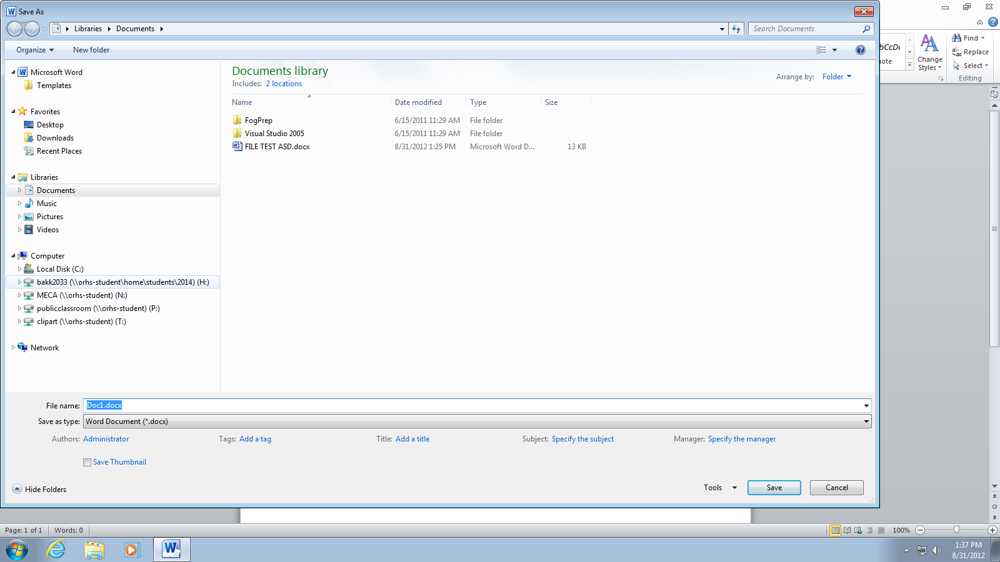 Save As
Libraries Documents
Search Documents
Organize New folder
Microsoft Word
Templates
Favorites
Desktop
Downloads
Recent Places
Libraries
Documents
Music
Pictures
Videos
Computer
Local Disk (C:)
bakk2033 (\\orhs-student\home\students\2014) (H:)
MECA (\\orhs-student) (N:)
publicclassroom (\\orhs-student) (P:)
clipart (\\orhs-student) (T:)
Network
Documents library
Includes: 2 locations
Arrange by: Folder
Name Date modified Type Size
FogPrep 6/15/2011 11:29 AM File folder
Visual Studio 2005 6/15/2011 11:29 AM File folder
FILE TEST ASD.docx 8/31/2012 1:25 PM Microsoft Word D... 13 KB
File name: Doc1.docx
Save as type: Word Document (*.docx)
Authors: Administrator Tags: Add a tag Title: Add a title Subject: Specify the subject Manager: Specify the manager
Save Thumbnail
Hide Folders
Tools Save Cancel
Change
Styles
Find
Replace
Select
Editing
Page: 1 of 1 Words: 0
100%
1:37 PM
8/31/2012